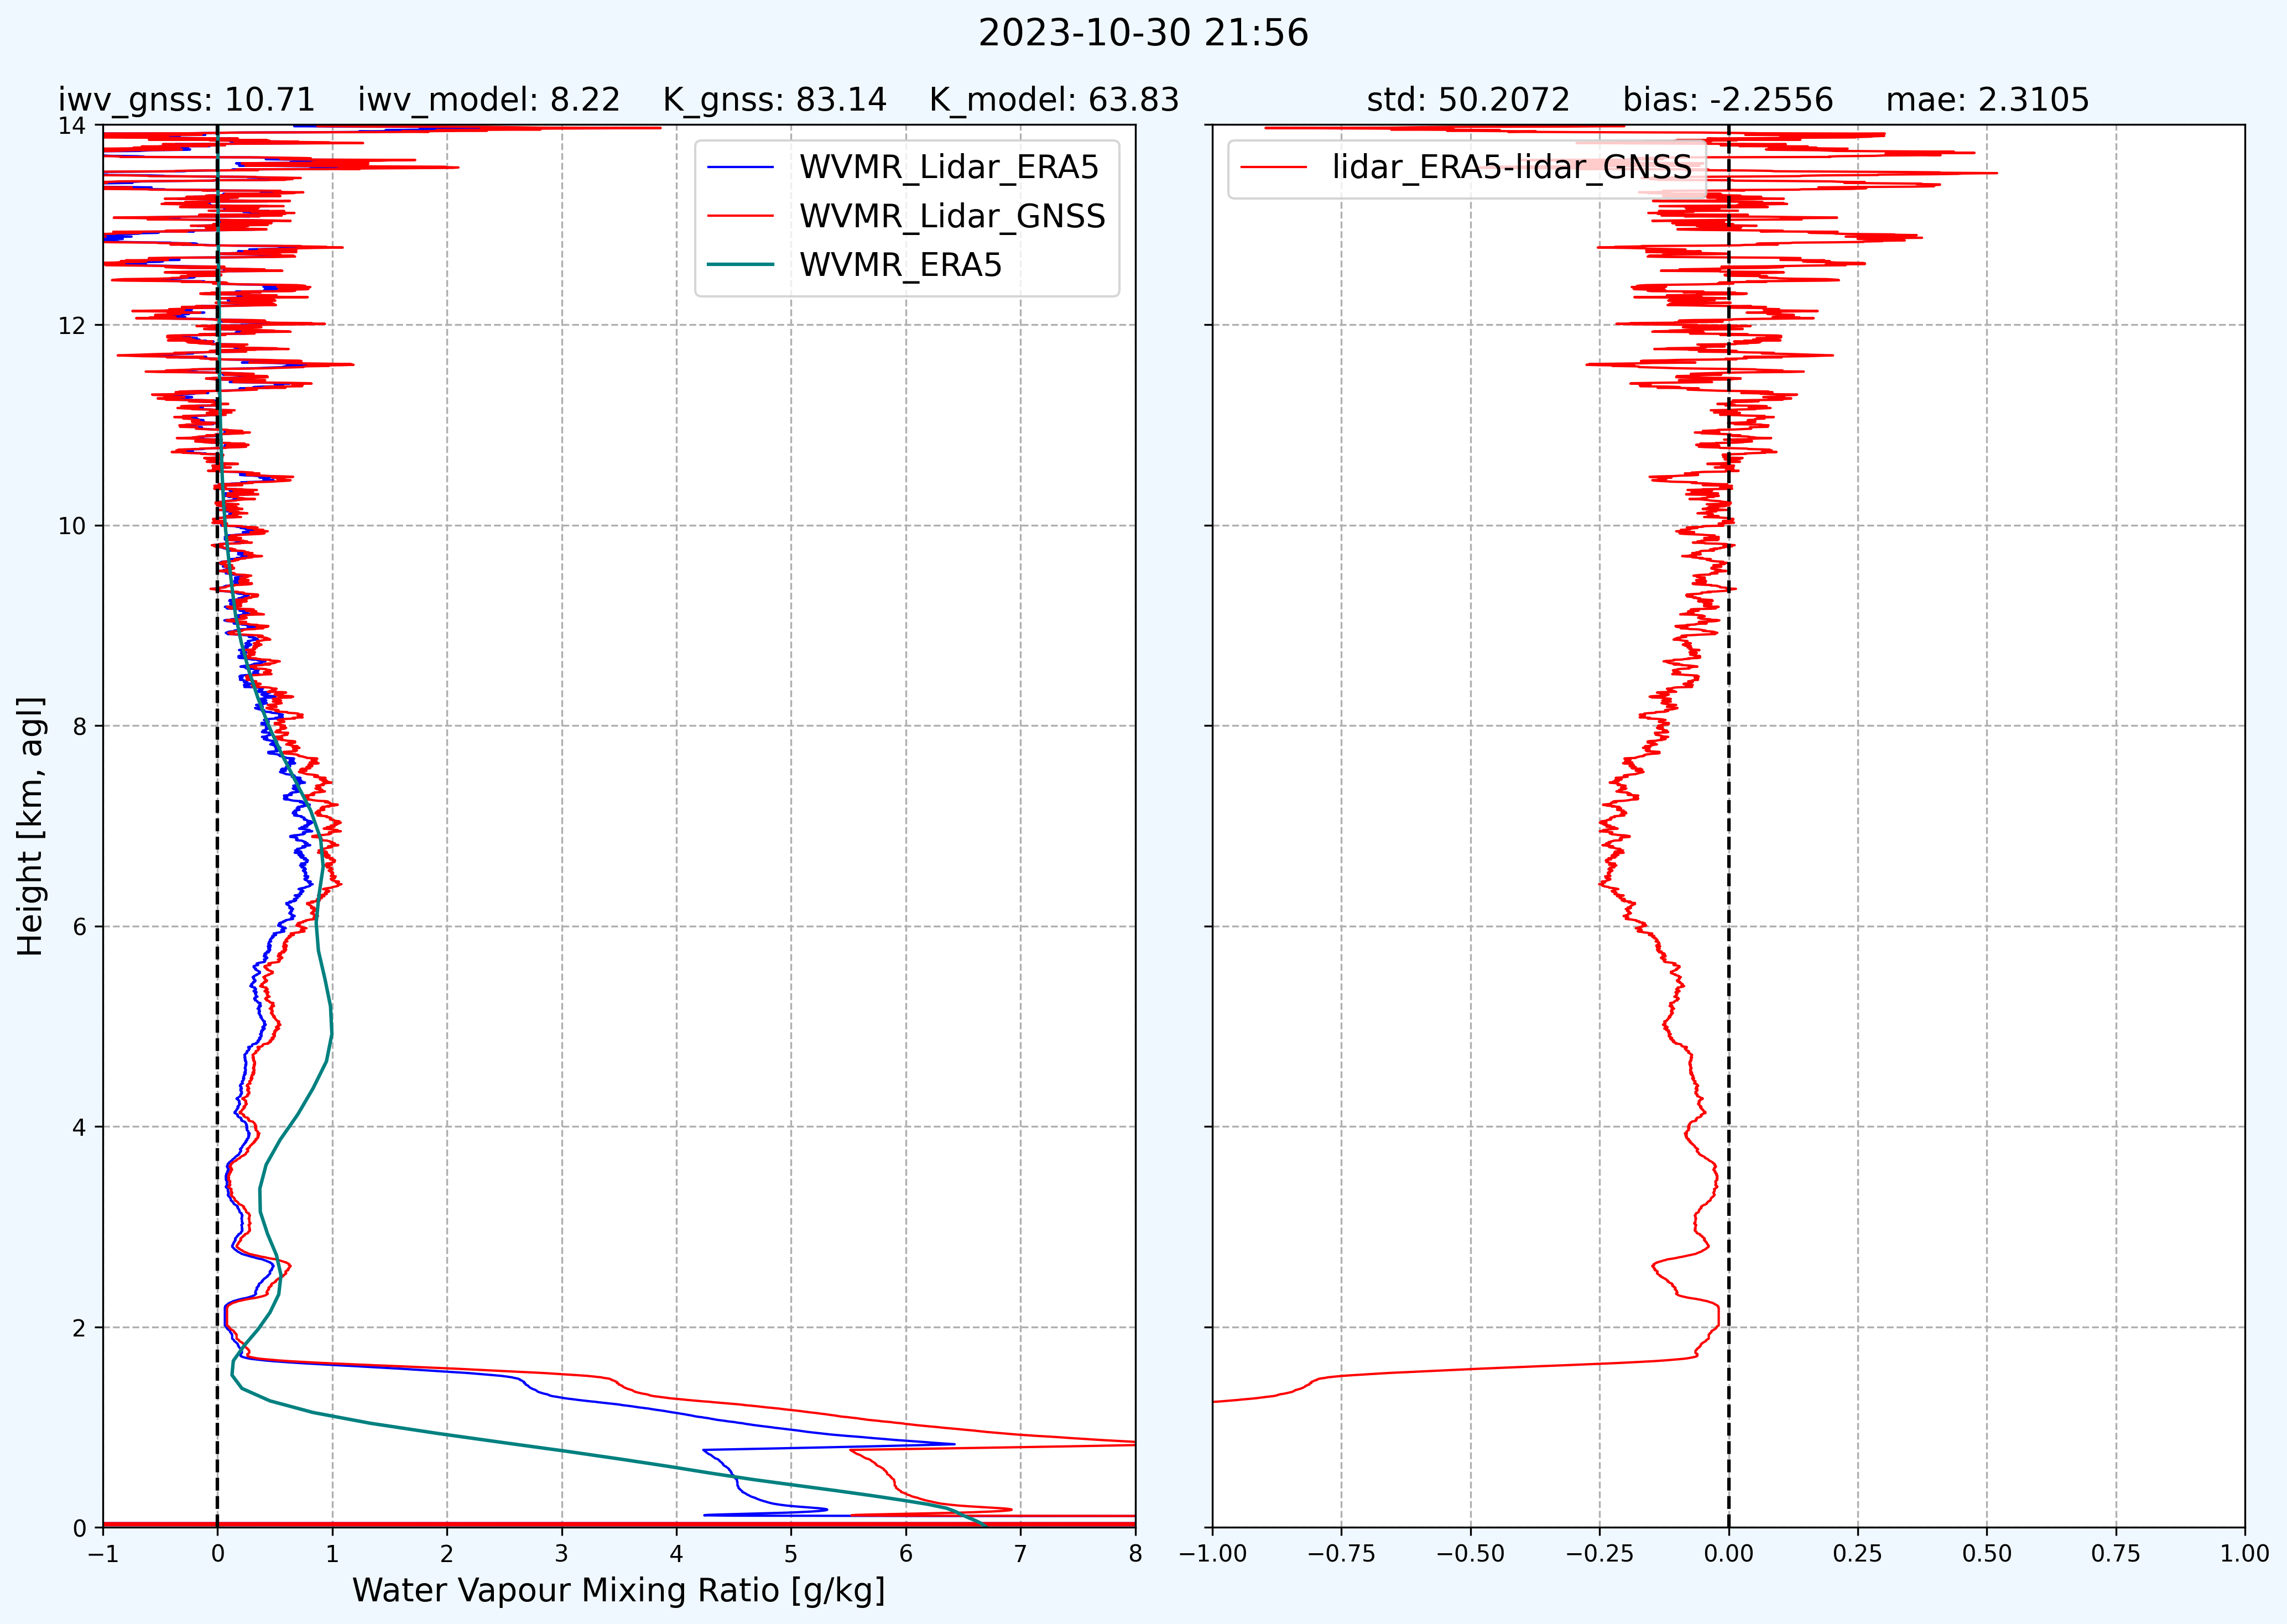 2023-10-30 21:56
iwv_gnss: 10.71 iwv_model: 8.22 K_gnss: 83.14 K_model: 63.83
std: 50.2072 bias: -2.2556 mae: 2.3105
WVMR_Lidar_ERA5
WVMR_Lidar_GNSS
WVMR_ERA5
lidar_ERA5-lidar_GNSS
14
12
10
8
6
4
2
0
Height [km, agl]
−1 0 1 2 3 4 5 6 7 8
Water Vapour Mixing Ratio [g/kg]
−1.00 −0.75 −0.50 −0.25 0.00 0.25 0.50 0.75 1.00